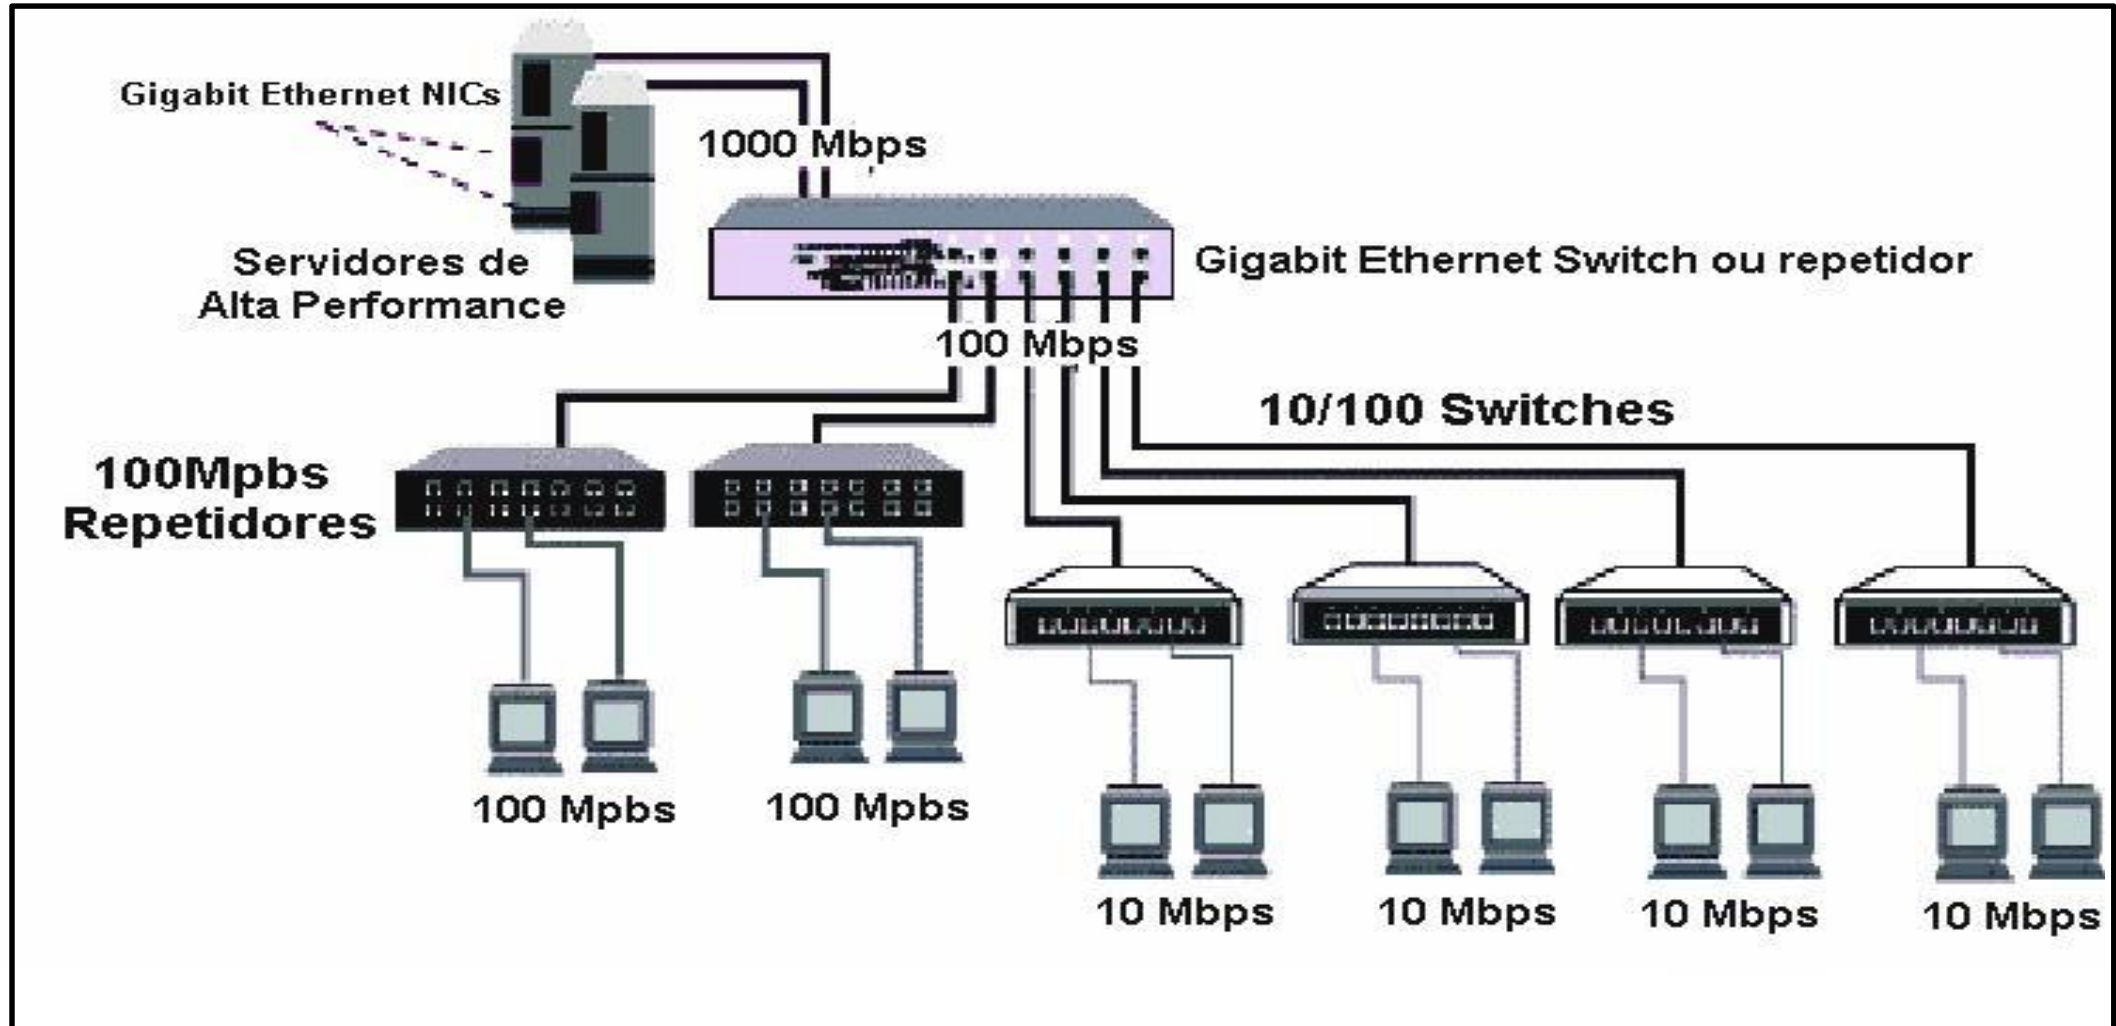 Gigabit Ethernet NICs
1000 Mbps
Servidores de
Alta Performance
Gigabit Ethernet Switch ou repetidor
100 Mbps
10/100 Switches
100Mpbs
Repetidores
100 Mpbs
100 Mpbs
10 Mbps
10 Mbps
10 Mbps
10 Mbps